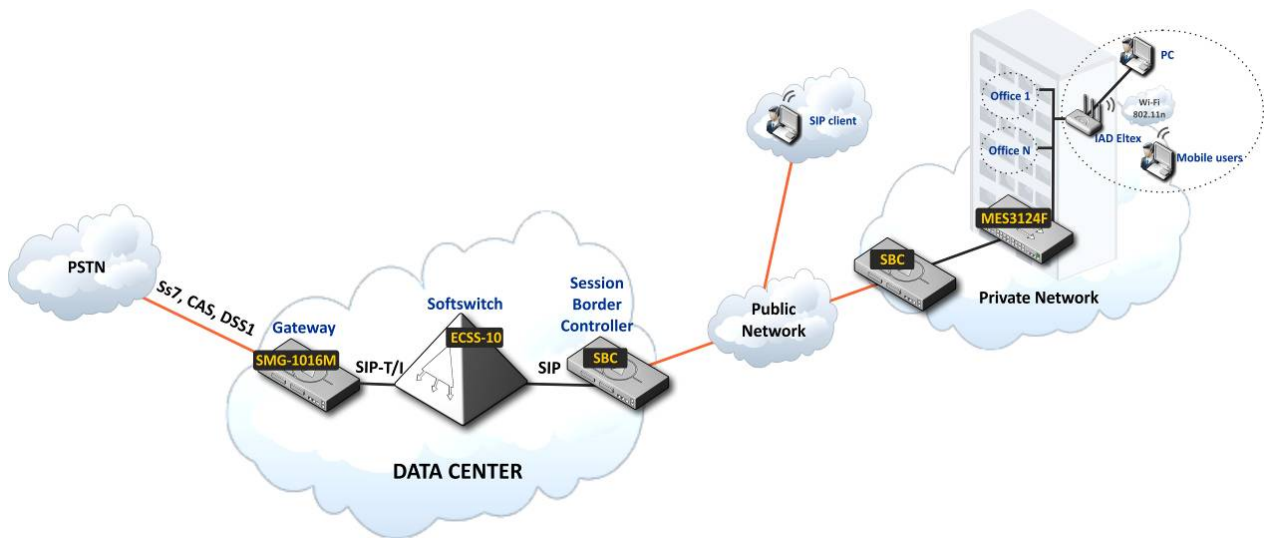 PSTN
Ss7, CAS, DSS1
Gateway
SMG-1016M
SIP-T/I
Softswitch
ECSS-10
SIP
Session
Border
Controller
SBC
DATA CENTER
SIP client
Public
Network
SBC
Private Network
MES3124F
Office 1
Office N
IAD Eltex
PC
Wi-Fi
802.11n
Mobile users